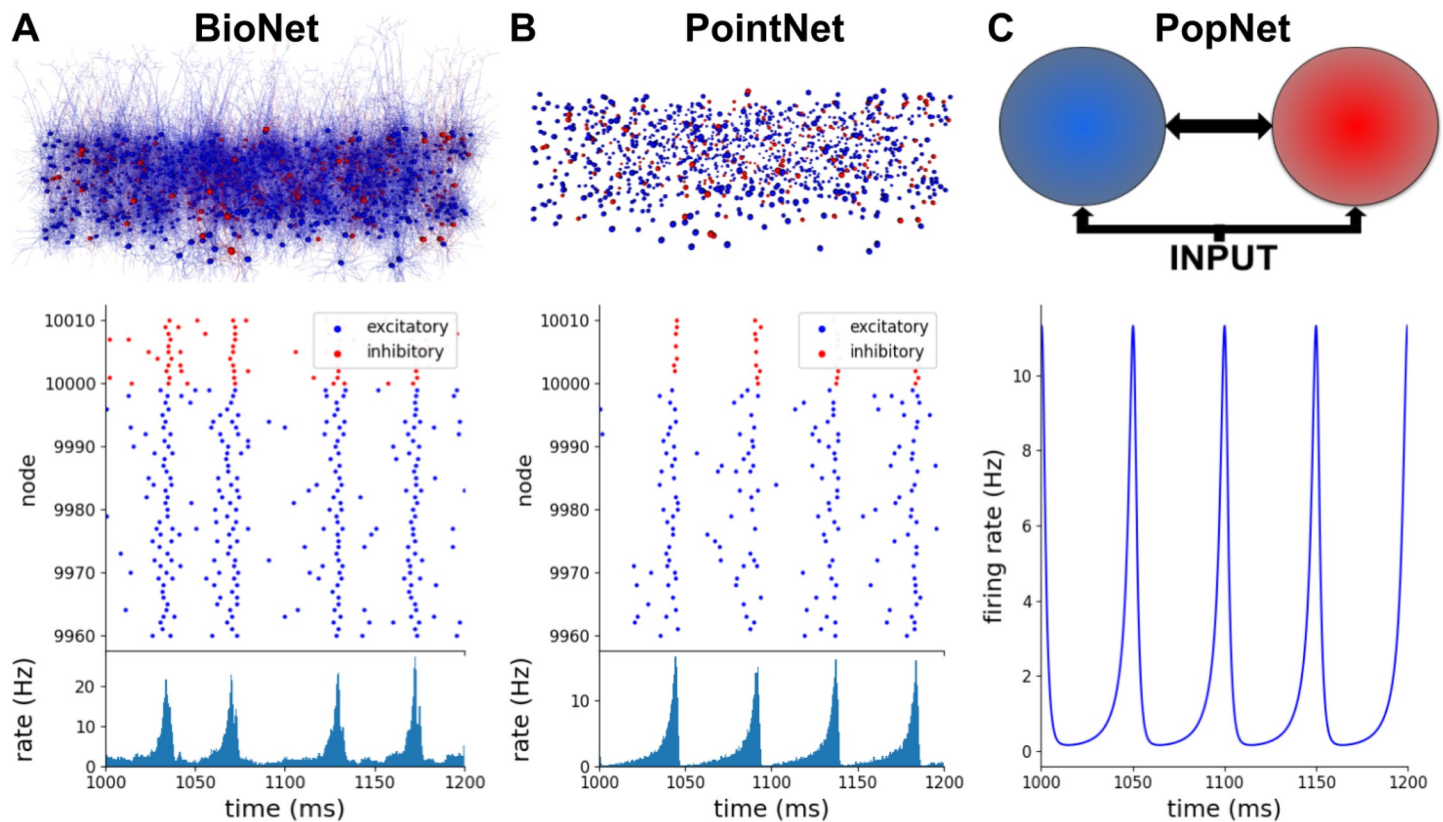 A BioNet
B PointNet
C PopNet
INPUT
10010
10000
9990
9980
9970
9960
node
excitatory
inhibitory
20
10
0
rate (Hz)
1000 1050 1100 1150 1200
time (ms)
10010
10000
9990
9980
9970
9960
node
excitatory
inhibitory
10
0
rate (Hz)
1000 1050 1100 1150 1200
time (ms)
10
8
6
4
2
0
firing rate (Hz)
1000 1050 1100 1150 1200
time (ms)